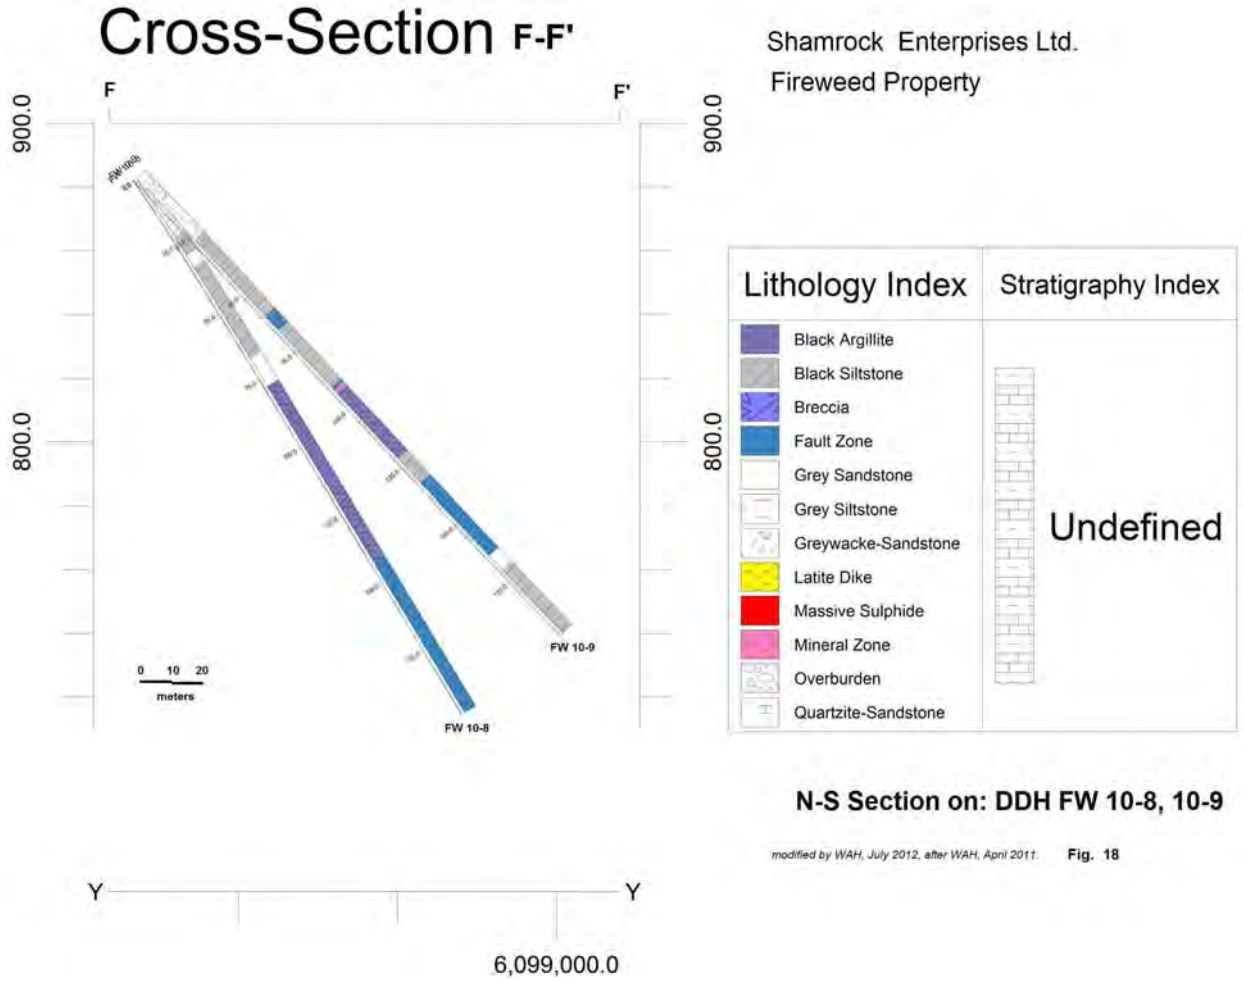 Cross-Section F-F'
Shamrock Enterprises Ltd.
Fireweed Property
F
F'
900.0
900.0
800.0
800.0
FW 10-9
FW 10-8
0 10 20
meters
Lithology Index
Stratigraphy Index
Black Argillite
Black Siltstone
Breccia
Fault Zone
Grey Sandstone
Grey Siltstone
Greywacke-Sandstone
Latite Dike
Massive Sulphide
Mineral Zone
Overburden
Quartzite-Sandstone
Undefined
N-S Section on: DDH FW 10-8, 10-9
modified by WAH, July 2012, after WAH, April 2011. Fig. 18
Y
Y
6,099,000.0